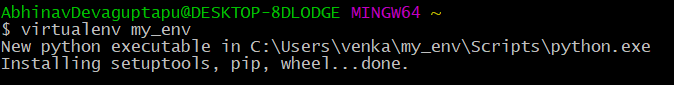 AbhinavDevaguptapu@DESKTOP-8DLODGE MINGW64 ~
$ virtualenv my_env
New python executable in C:\Users\venka\my_env\Scripts\python.exe
Installing setuptools, pip, wheel...done.